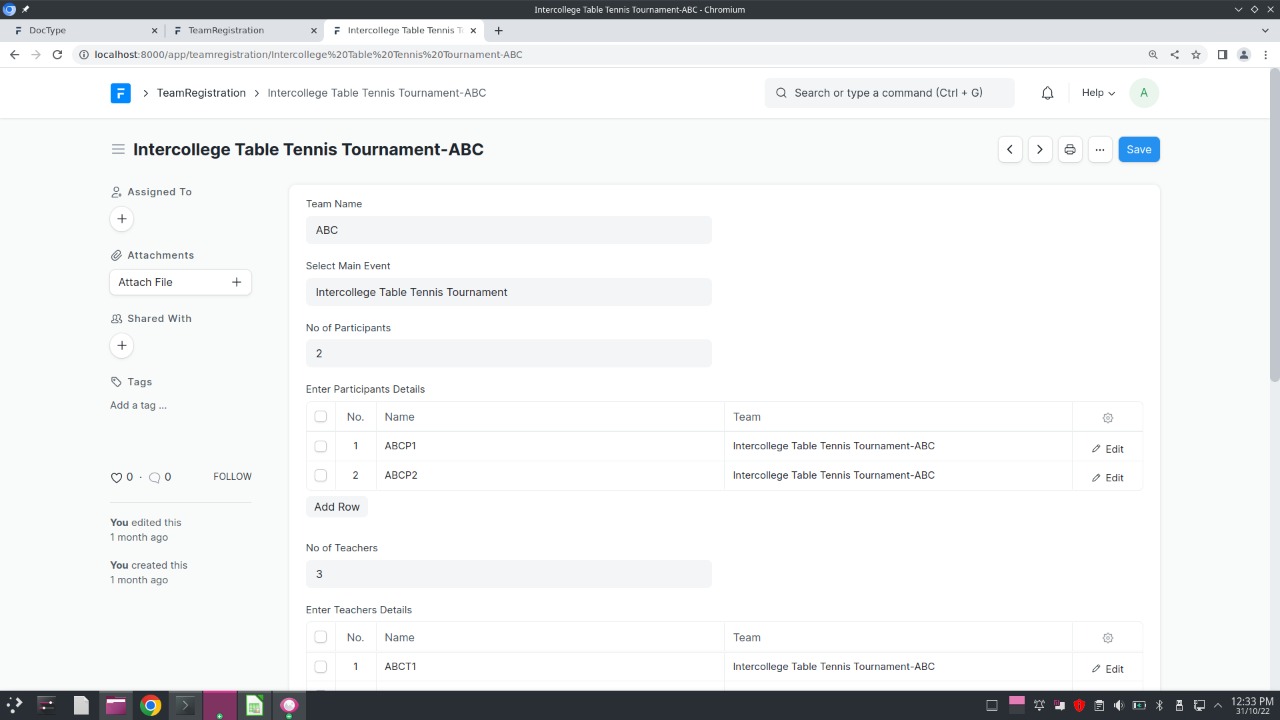 Intercollege Table Tennis Tournament-ABC - Chromium
DocType
TeamRegistration
Intercollege Table Tennis T
localhost:8000/app/teamregistration/Intercollege%20Table%20Tennis%20Tournament-ABC
TeamRegistration
Intercollege Table Tennis Tournament-ABC
Search or type a command (Ctrl + G)
Help
A
Intercollege Table Tennis Tournament-ABC
Save
Assigned To
Attachments
Attach File
Shared With
Tags
Add a tag ...
0 · 0 FOLLOW
You edited this
1 month ago
You created this
1 month ago
Team Name
ABC
Select Main Event
Intercollege Table Tennis Tournament
No of Participants
2
Enter Participants Details
No. Name Team
1 ABCP1 Intercollege Table Tennis Tournament-ABC Edit
2 ABCP2 Intercollege Table Tennis Tournament-ABC Edit
Add Row
No of Teachers
3
Enter Teachers Details
No. Name Team
1 ABCT1 Intercollege Table Tennis Tournament-ABC Edit
12:33 PM
31/10/22